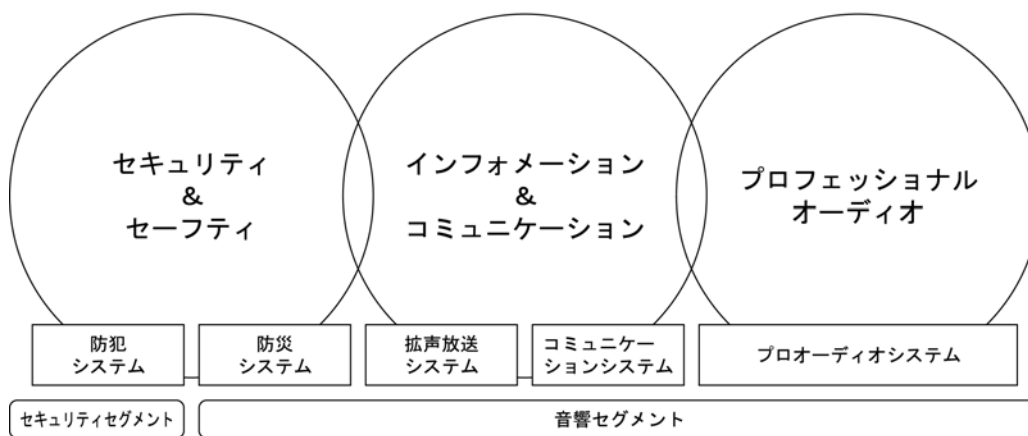 セキュリティ
&
セーフティ
インフォメーション
&
コミュニケーション
プロフェッショナル
オーディオ
防犯
システム
防災
システム
拡声放送
システム
コミュニケー
ションシステム
プロオーディオシステム
セキュリティセグメント
音響セグメント